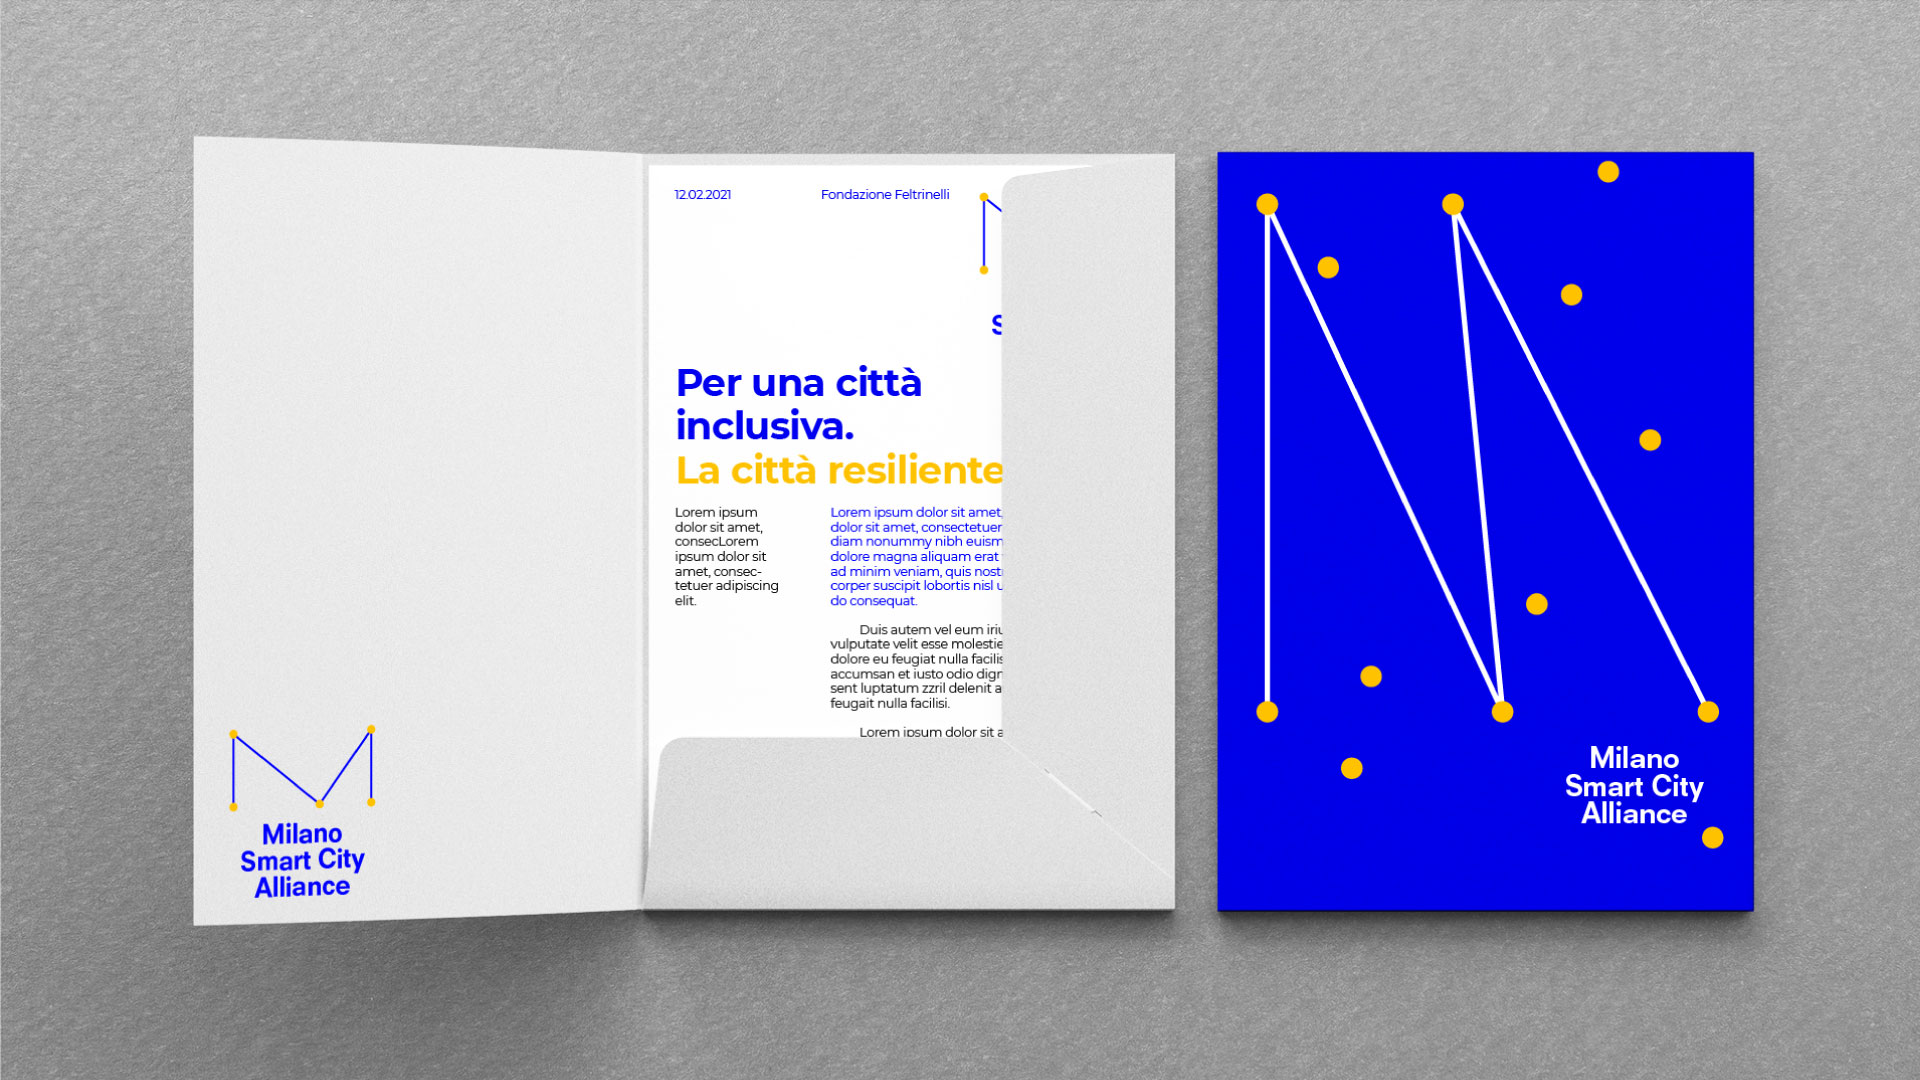 12.02.2021
Fondazione Feltrinelli
S
Per una città
inclusiva.
La città resiliente
Lorem ipsum
dolor sit amet,
consecLorem
ipsum dolor sit
amet, consec-
tetuer adipiscing
elit.
Lorem ipsum dolor sit amet,
dolor sit amet, consectetuer
diam nonummy nibh euism
dolore magna aliquam erat
ad minim veniam, quis nost
corper suscipit lobortis nisl u
do consequat.
Duis autem vel eum iriu
vulputate velit esse molestie
dolore eu feugiat nulla facilis
accumsan et iusto odio dign
sent luptatum zzril delenit a
feugait nulla facilisi.
Lorem ipsum dolor sit a
Milano
Smart City
Alliance
Milano
Smart City
Alliance